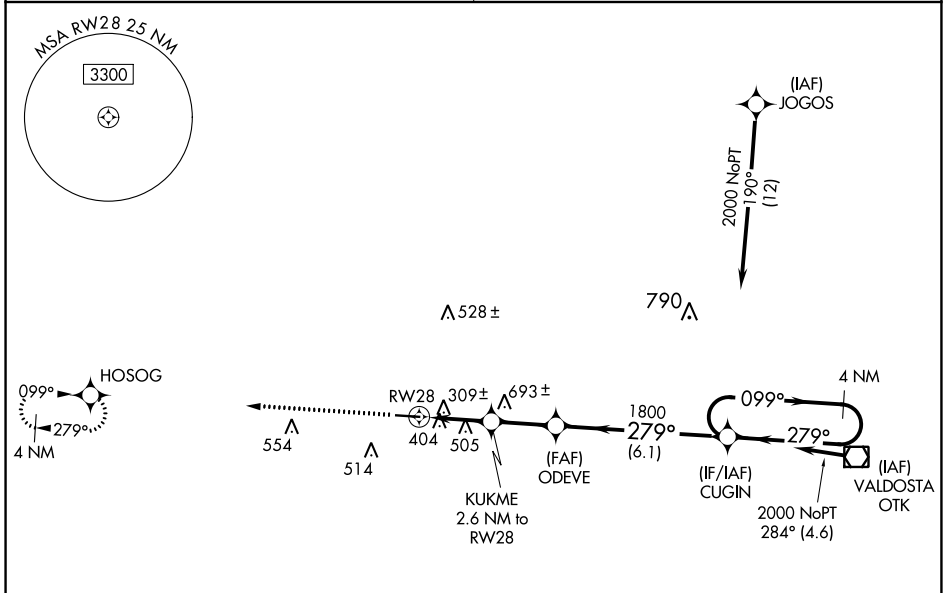 MSA RW28 25 NM
3300
(IAF)
JOGOS
2000 NoPT
190°
(12)
790
528 ±
HOSOG
099°
279°
4 NM
RW28
309±
693±
404
505
554
514
1800
279°
(6.1)
099°
4 NM
279°
(FAF)
ODEVE
(IF/IAF)
CUGIN
(IAF)
VALDOSTA
OTK
KUKME
2.6 NM to
RW28
2000 NoPT
284° (4.6)